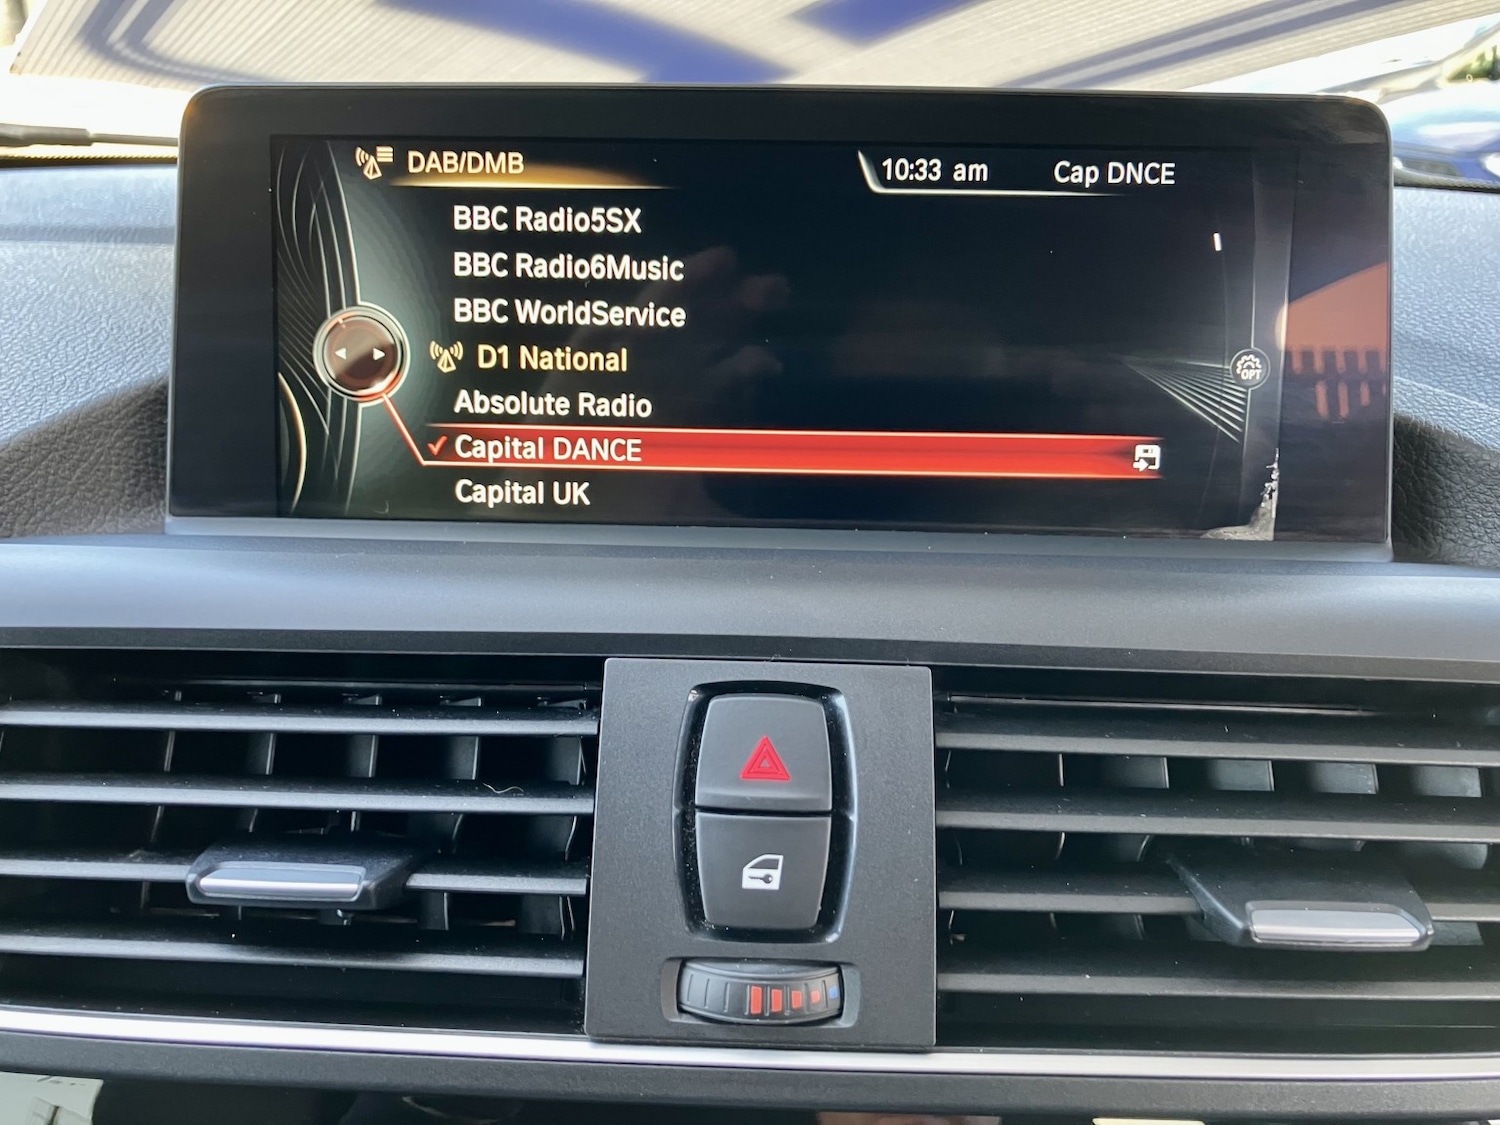 DAB/DMB
10:33 am
Cap DNCE
BBC Radio5SX
BBC Radio6Music
BBC WorldService
D1 National
OPT
Absolute Radio
Capital DANCE
Capital UK